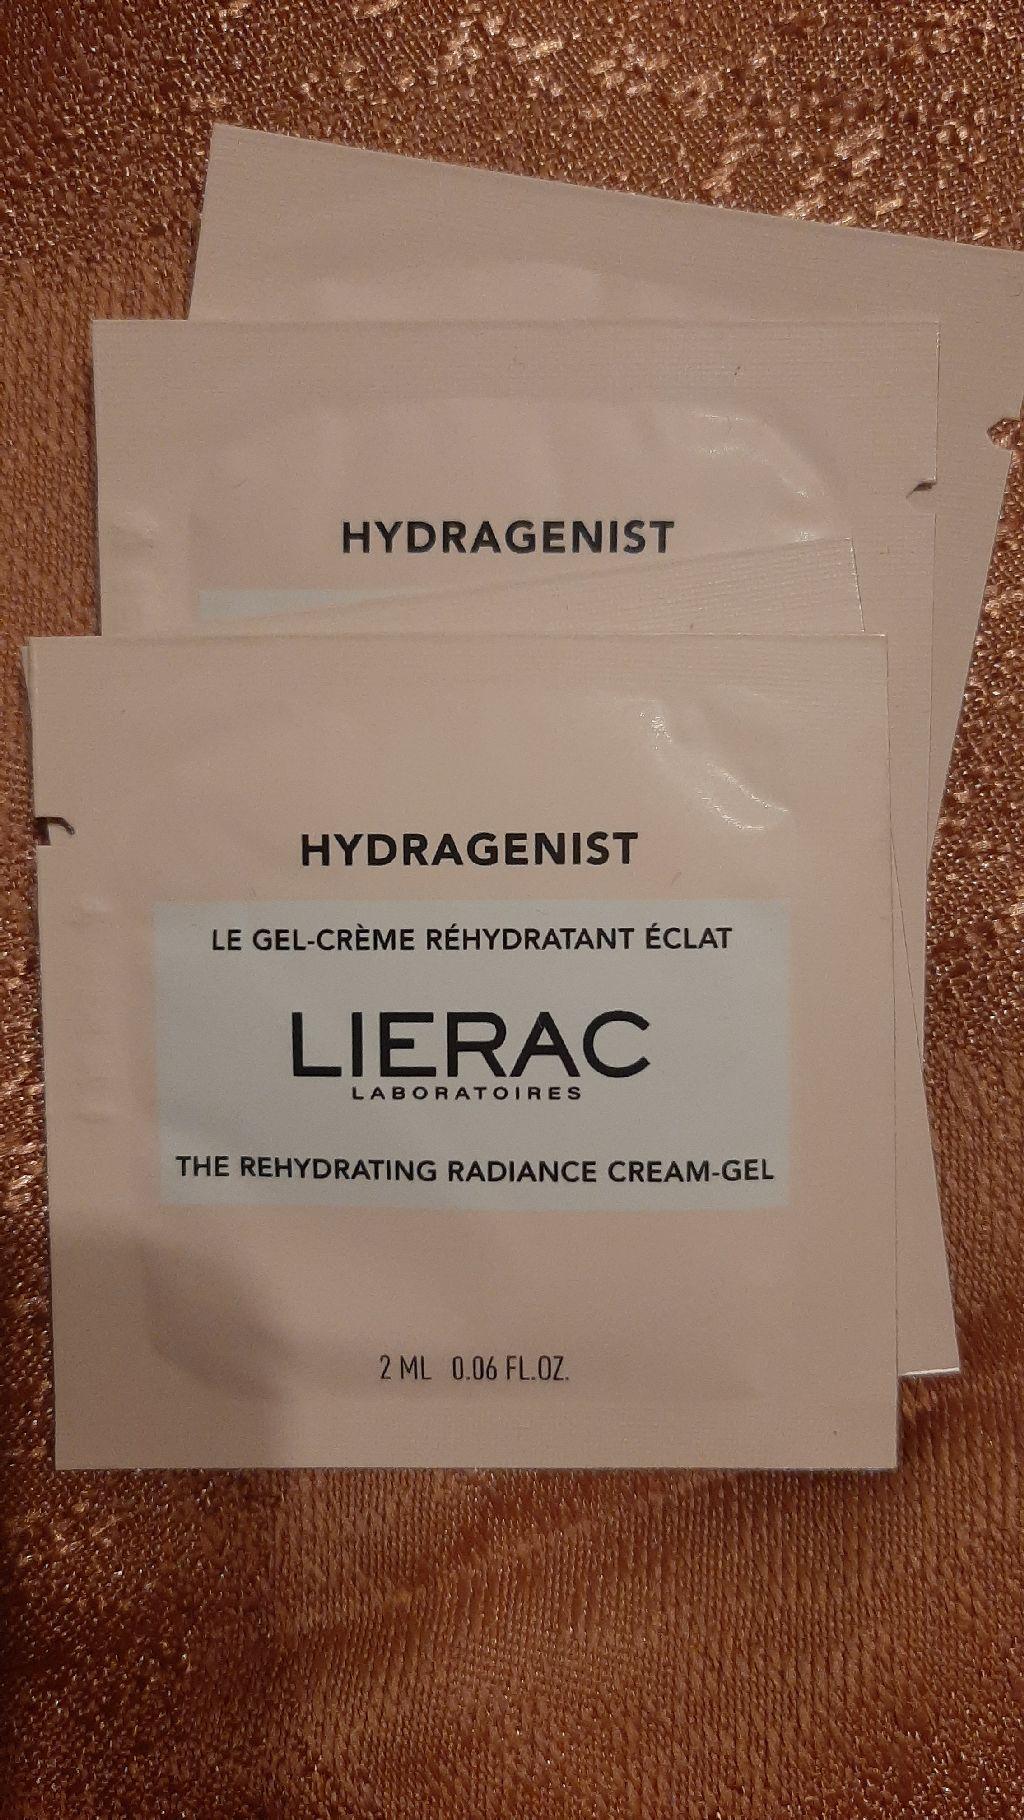 HYDRAGENIST
HYDRAGENIST
LE GEL-CRÈME RÉHYDRATANT ÉCLAT
LIERAC
LABORATOIRES
THE REHYDRATING RADIANCE CREAM-GEL
2 ML 0.06 FL.OZ.